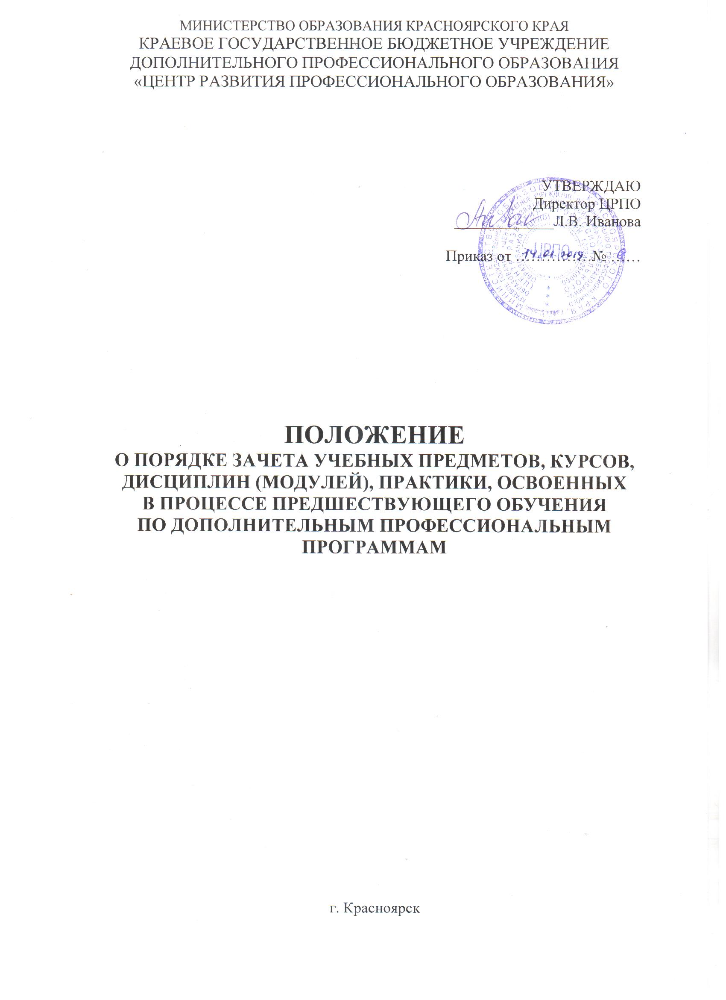 МИНИСТЕРСТВО ОБРАЗОВАНИЯ КРАСНОЯРСКОГО КРАЯ
КРАЕВОЕ ГОСУДАРСТВЕННОЕ БЮДЖЕТНОЕ УЧРЕЖДЕНИЕ
ДОПОЛНИТЕЛЬНОГО ПРОФЕССИОНАЛЬНОГО ОБРАЗОВАНИЯ
«ЦЕНТР РАЗВИТИЯ ПРОФЕССИОНАЛЬНОГО ОБРАЗОВАНИЯ»
УТВЕРЖДАЮ
Директор ЦРПО
Л.В. Иванова
Приказ от 14.01.2019 № 6
ЦРПО
ПОЛОЖЕНИЕ
О ПОРЯДКЕ ЗАЧЕТА УЧЕБНЫХ ПРЕДМЕТОВ, КУРСОВ,
ДИСЦИПЛИН (МОДУЛЕЙ), ПРАКТИКИ, ОСВОЕННЫХ
В ПРОЦЕССЕ ПРЕДШЕСТВУЮЩЕГО ОБУЧЕНИЯ
ПО ДОПОЛНИТЕЛЬНЫМ ПРОФЕССИОНАЛЬНЫМ
ПРОГРАММАМ
г. Красноярск